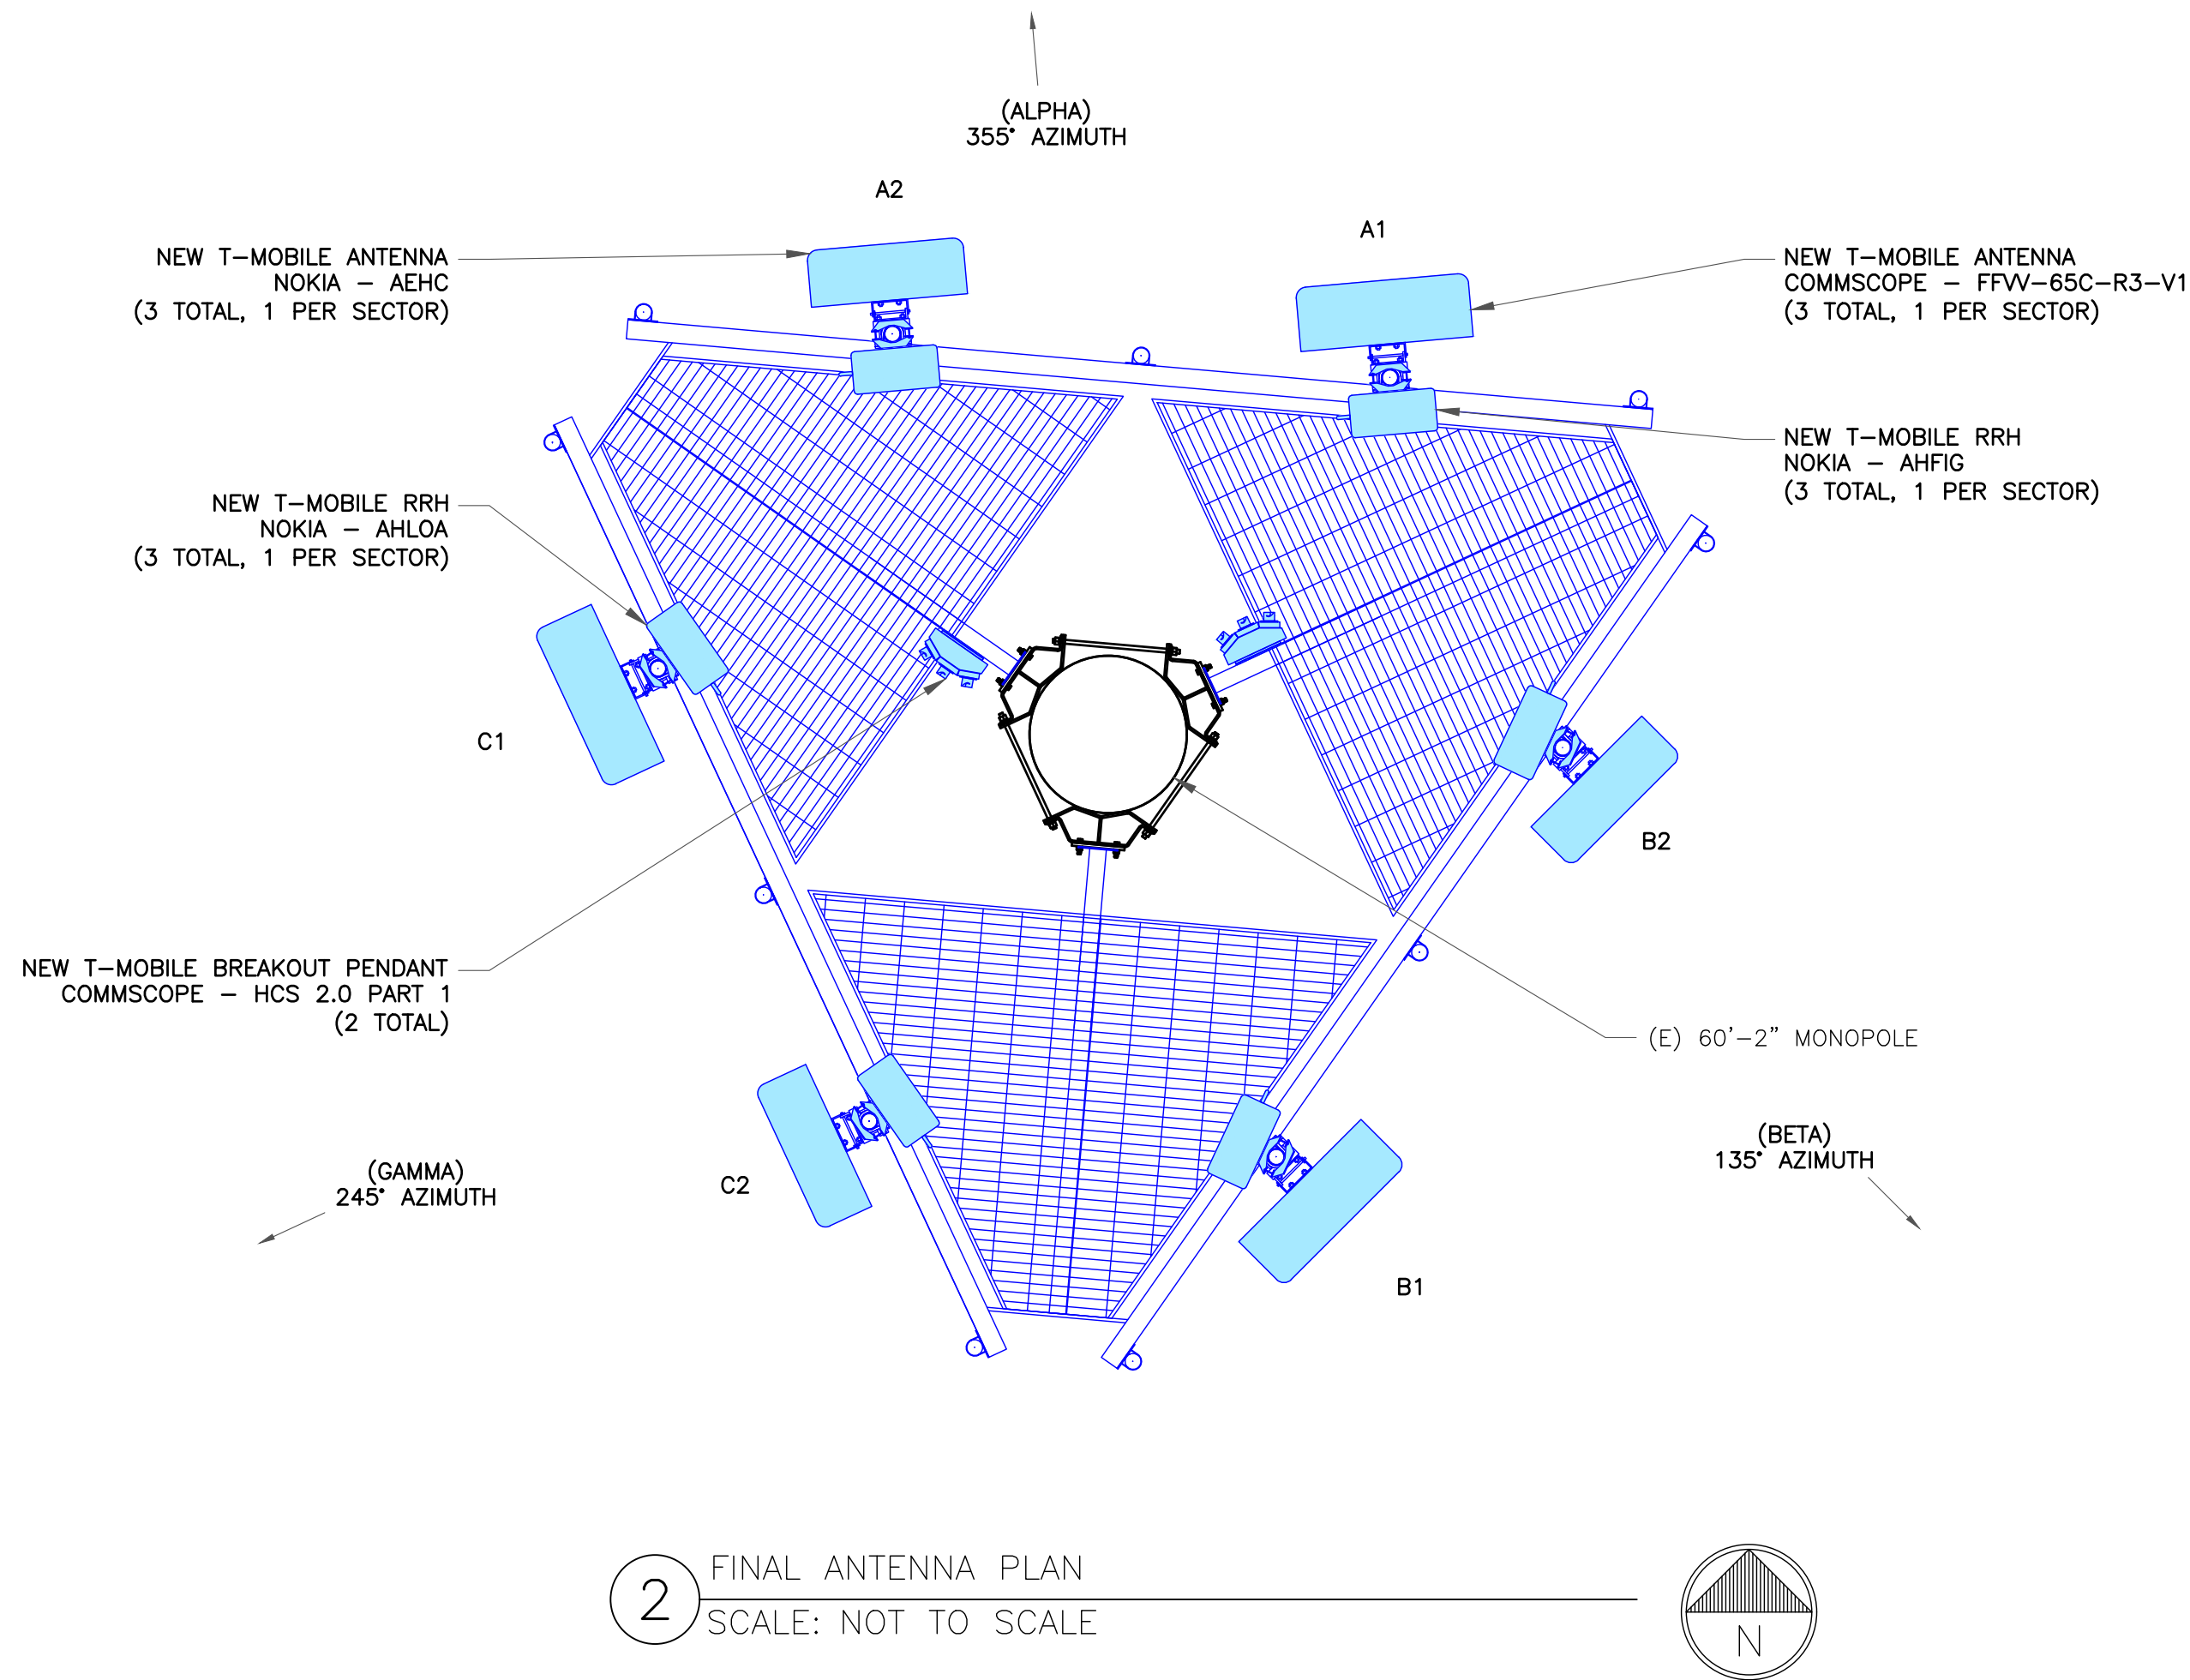 (ALPHA)
355° AZIMUTH
A2
A1
NEW T-MOBILE ANTENNA
NOKIA - AEHC
(3 TOTAL, 1 PER SECTOR)
NEW T-MOBILE ANTENNA
COMMSCOPE - FFVV-65C-R3-V1
(3 TOTAL, 1 PER SECTOR)
NEW T-MOBILE RRH
NOKIA - AHFIG
(3 TOTAL, 1 PER SECTOR)
NEW T-MOBILE RRH
NOKIA - AHLOA
(3 TOTAL, 1 PER SECTOR)
C1
B2
NEW T-MOBILE BREAKOUT PENDANT
COMMSCOPE - HCS 2.0 PART 1
(2 TOTAL)
(E) 60'-2" MONOPOLE
(BETA)
135° AZIMUTH
(GAMMA)
245° AZIMUTH
C2
B1
2
FINAL ANTENNA PLAN
SCALE: NOT TO SCALE
N